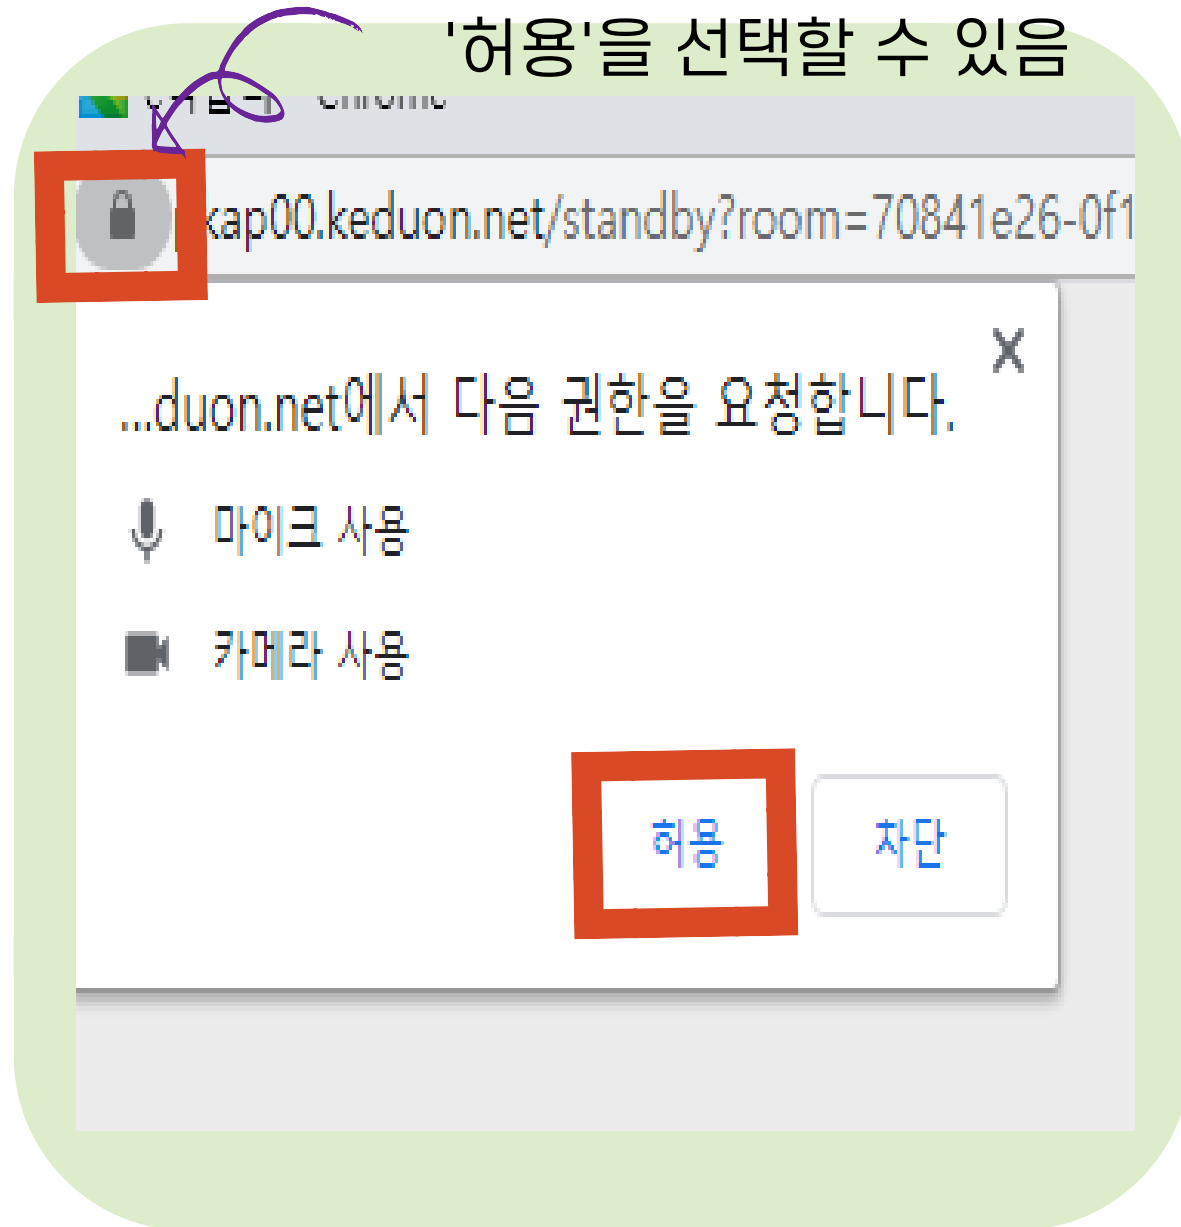 '허용'을 선택할 수 있음
Chrome
kap00.keduon.net/standby?room=70841e26-0f1
X
...duon.net에서 다음 권한을 요청합니다.
마이크 사용
카메라 사용
허용 차단